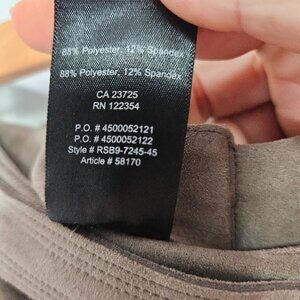 88% Polyester, 12% Spandex
88% Polyester, 12% Spandex
CA 23725
RN 122354
P.O. # 4500052121
P.O. # 4500052122
Style # RSB9-7245-45
Article # 58170